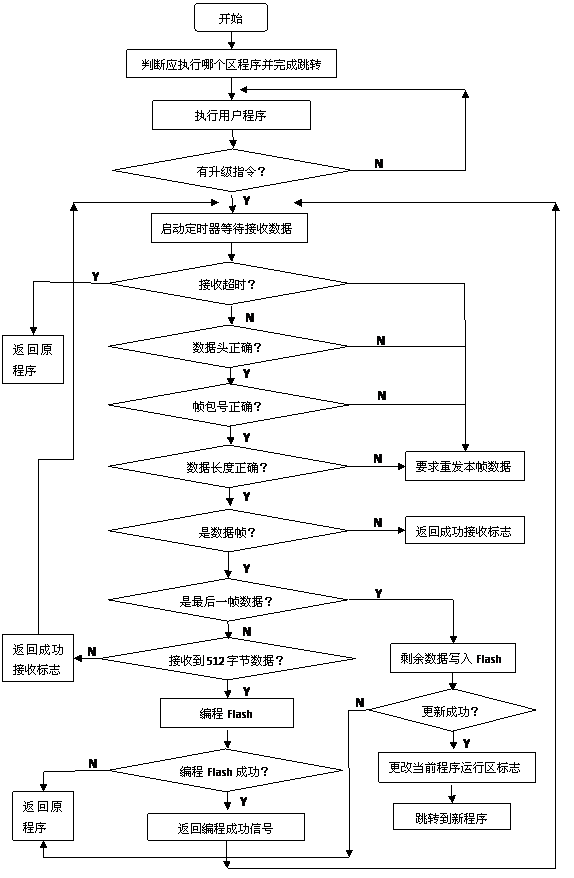 开始
判断应执行哪个区程序并完成跳转
执行用户程序
有升级指令？
N
Y
启动定时器等待接收数据
Y
接收超时？
N
返回原
程序
数据头正确？
N
Y
帧包号正确？
N
Y
数据长度正确？
N
要求重发本帧数据
Y
是数据帧？
N
返回成功接收标志
Y
是最后一帧数据？
Y
N
返回成功
接收标志
N
接收到 512 字节数据？
剩余数据写入 Flash
Y
编程 Flash
N
更新成功？
Y
N
编程 Flash 成功？
更改当前程序运行区标志
Y
返回原
程序
返回编程成功信号
跳转到新程序